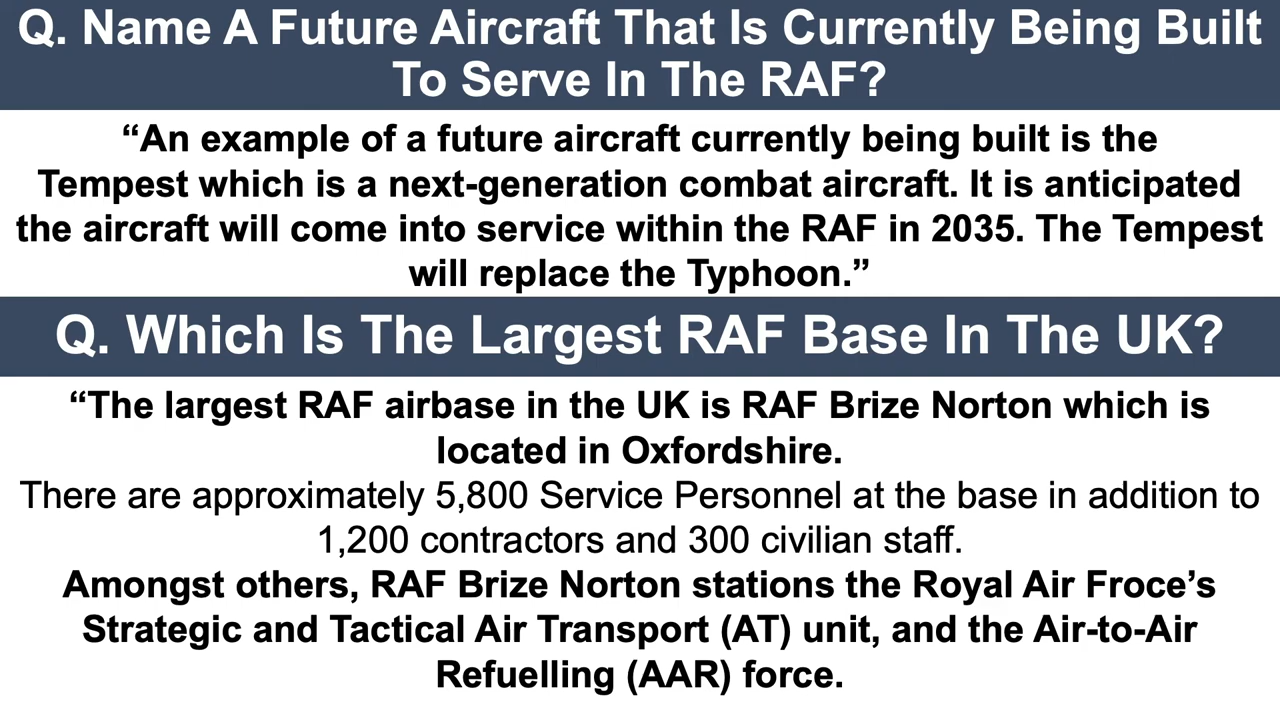 Q. Name A Future Aircraft That Is Currently Being Built
To Serve In The RAF?
“An example of a future aircraft currently being built is the
Tempest which is a next-generation combat aircraft. It is anticipated
the aircraft will come into service within the RAF in 2035. The Tempest
will replace the Typhoon.”
Q. Which Is The Largest RAF Base In The UK?
“The largest RAF airbase in the UK is RAF Brize Norton which is
located in Oxfordshire.
There are approximately 5,800 Service Personnel at the base in addition to
1,200 contractors and 300 civilian staff.
Amongst others, RAF Brize Norton stations the Royal Air Froce’s
Strategic and Tactical Air Transport (AT) unit, and the Air-to-Air
Refuelling (AAR) force.